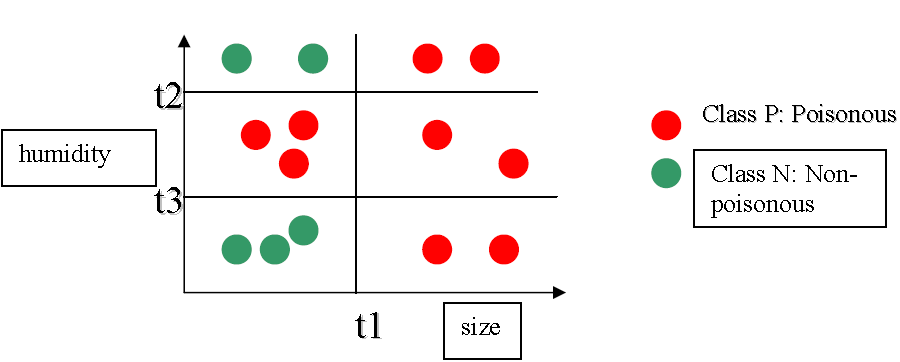 t2
humidity
t3
t1
size
Class P: Poisonous
Class N: Non-
poisonous